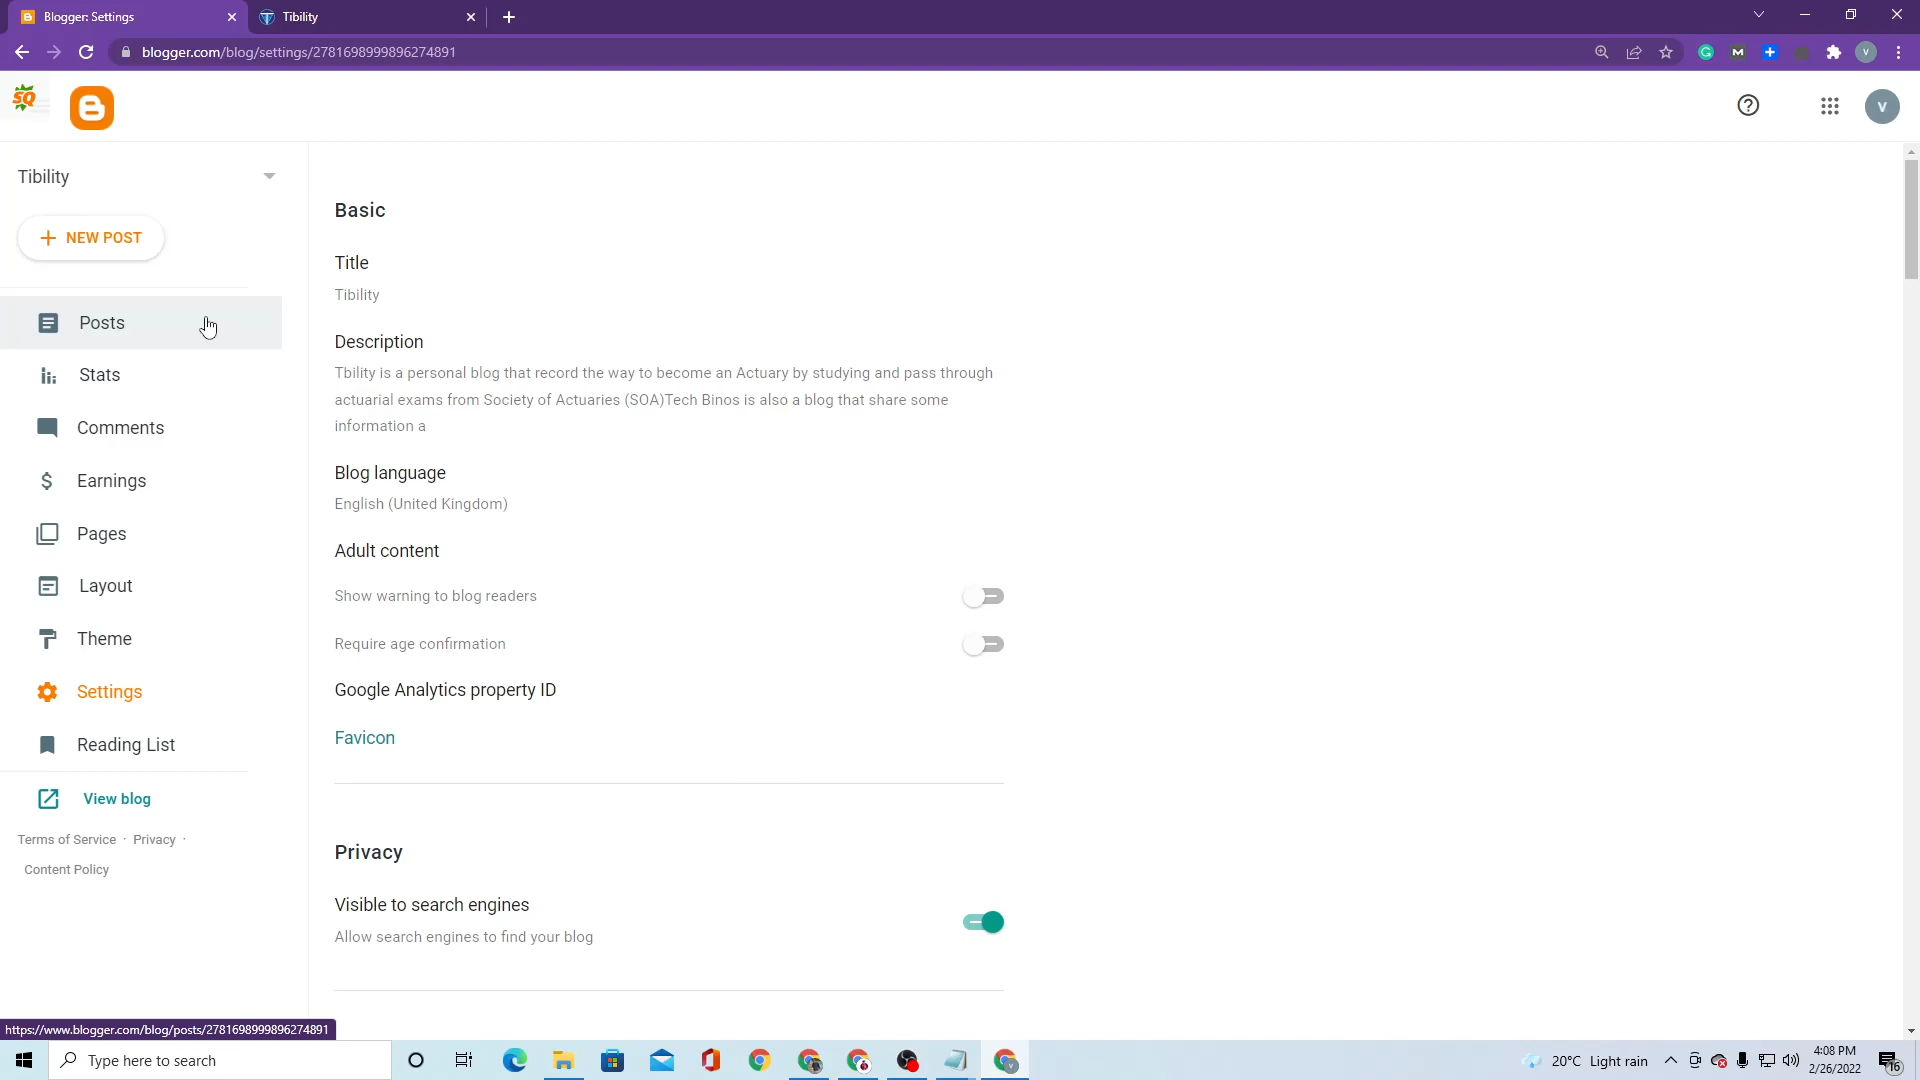 Blogger: Settings
Tibility
blogger.com/blog/settings/2781698999896274891
V
SQ
V
Tibility
NEW POST
Posts
Stats
Comments
Earnings
Pages
Layout
Theme
Settings
Reading List
View blog
Terms of Service · Privacy ·
Content Policy
Basic
Title
Tibility
Description
Tbility is a personal blog that record the way to become an Actuary by studying and pass through
actuarial exams from Society of Actuaries (SOA)Tech Binos is also a blog that share some
information a
Blog language
English (United Kingdom)
Adult content
Show warning to blog readers
Require age confirmation
Google Analytics property ID
Favicon
Privacy
Visible to search engines
Allow search engines to find your blog
https://www.blogger.com/blog/posts/2781698999896274891
Type here to search
20°C Light rain
4:08 PM
2/26/2022
16